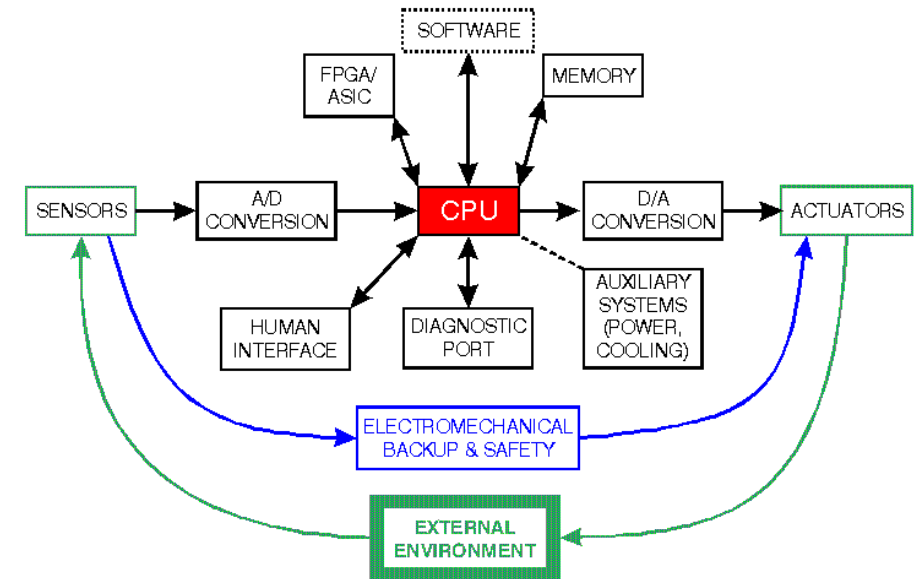 SOFTWARE
FPGA/
ASIC
MEMORY
SENSORS
A/D
CONVERSION
CPU
D/A
CONVERSION
ACTUATORS
HUMAN
INTERFACE
DIAGNOSTIC
PORT
AUXILIARY
SYSTEMS
(POWER,
COOLING)
ELECTROMECHANICAL
BACKUP & SAFETY
EXTERNAL
ENVIRONMENT